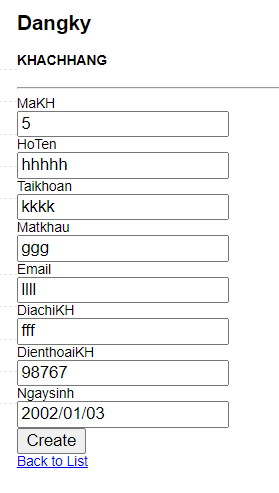 Dangky
KHACHHANG
MaKH
5
HoTen
hhhhh
Taikhoan
kkkk
Matkhau
ggg
Email
llll
DiachiKH
fff
DienthoaiKH
98767
Ngaysinh
2002/01/03
Create
Back to List